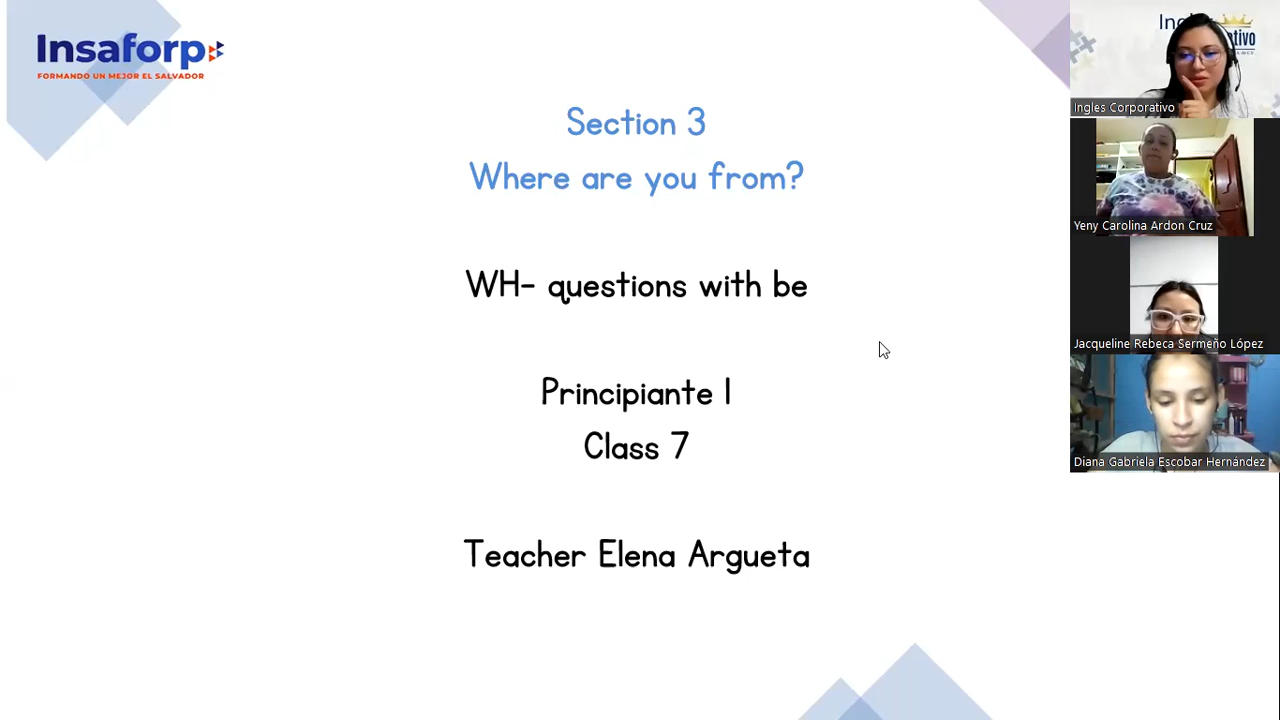 Insaforp
FORMANDO UN MEJOR EL SALVADOR
Section 3
Where are you from?
WH- questions with be
Principiante 1
Class 7
Teacher Elena Argueta
Ingles Corporativo
Yeny Carolina Ardon Cruz
Jacqueline Rebeca Sermeño López
Diana Gabriela Escobar Hernández